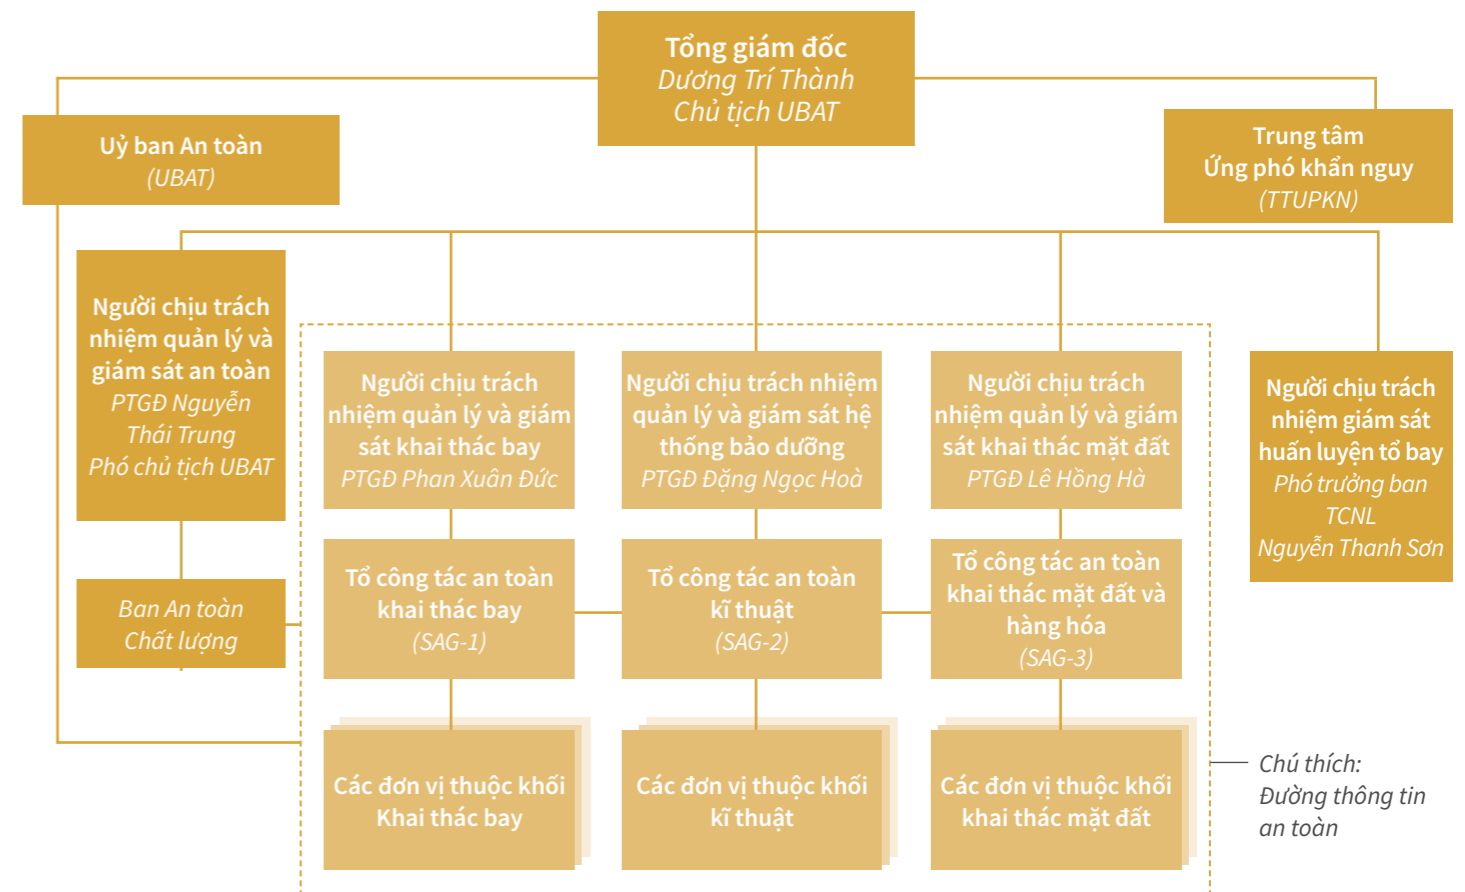 Tổng giám đốc
Dương Trí Thành
Chủ tịch UBAT
Uỷ ban An toàn
(UBAT)
Trung tâm
Ứng phó khẩn nguy
(TTUPKN)
Người chịu trách
nhiệm quản lý và
giám sát an toàn
PTGĐ Nguyễn
Thái Trung
Phó chủ tịch UBAT
Người chịu trách
nhiệm quản lý và giám
sát khai thác bay
PTGĐ Phan Xuân Đức
Người chịu trách nhiệm
quản lý và giám sát hệ
thống bảo dưỡng
PTGĐ Đặng Ngọc Hoà
Người chịu trách
nhiệm quản lý và giám
sát khai thác mặt đất
PTGĐ Lê Hồng Hà
Người chịu trách
nhiệm giám sát
huấn luyện tổ bay
Phó trưởng ban
TCNL
Nguyễn Thanh Sơn
Ban An toàn
Chất lượng
Tổ công tác an toàn
khai thác bay
(SAG-1)
Tổ công tác an toàn
kĩ thuật
(SAG-2)
Tổ công tác an toàn
khai thác mặt đất và
hàng hóa
(SAG-3)
Các đơn vị thuộc khối
Khai thác bay
Các đơn vị thuộc khối
kĩ thuật
Các đơn vị thuộc khối
khai thác mặt đất
Chú thích:
Đường thông tin
an toàn